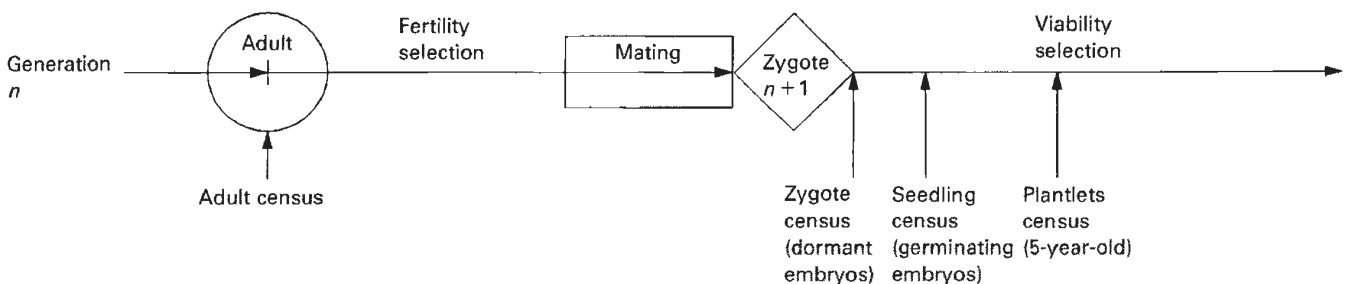 Generation
n
Adult
Fertility
selection
Mating
Zygote
n + 1
Viability
selection
Adult census
Zygote
census
(dormant
embryos)
Seedling
census
(germinating
embryos)
Plantlets
census
(5-year-old)